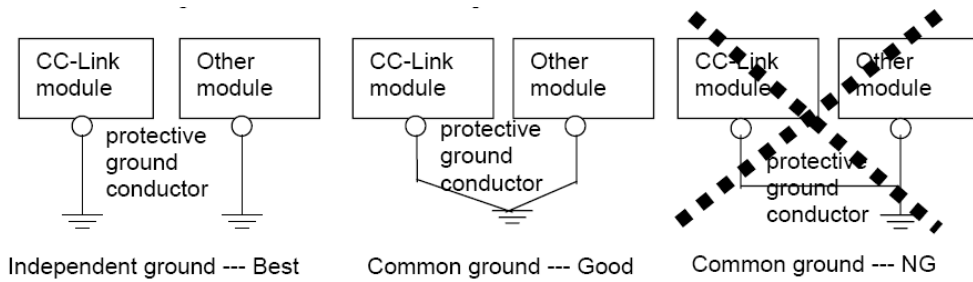 CC-Link
module
Other
module
protective
ground
conductor
Independent ground --- Best
CC-Link
module
Other
module
protective
ground
conductor
Common ground --- Good
CC-Link
module
Other
module
protective
ground
conductor
Common ground --- NG